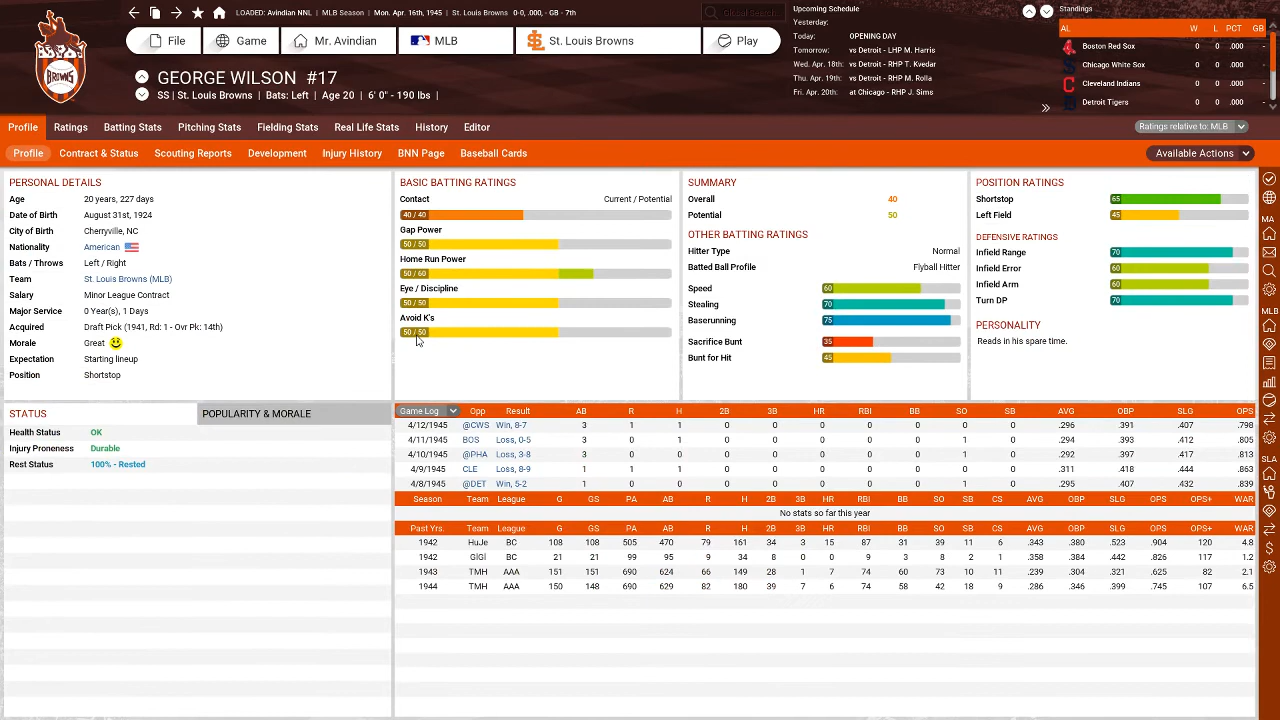 LOADED: Avindian NNL | MLB Season | Mon. Apr. 16th, 1945 | St. Louis Browns 0-0, .000, - GB - 7th
Global Search
File Game Mr. Avindian MLB St. Louis Browns Play
BROWNS
GEORGE WILSON #17
SS | St. Louis Browns | Bats: Left | Age 20 | 6' 0" - 190 lbs |
Upcoming Schedule
Yesterday:
Today: OPENING DAY
Tomorrow: vs Detroit - LHP M. Harris
Wed. Apr. 18th: vs Detroit - RHP T. Kvedar
Thu. Apr. 19th: vs Detroit - RHP M. Rolla
Fri. Apr. 20th: at Chicago - RHP J. Sims
Standings
AL W L PCT GB
Boston Red Sox 0 0 .000 -
Chicago White Sox 0 0 .000 -
Cleveland Indians 0 0 .000 -
Detroit Tigers 0 0 .000 -
Profile Ratings Batting Stats Pitching Stats Fielding Stats Real Life Stats History Editor
Ratings relative to: MLB
Profile Contract & Status Scouting Reports Development Injury History BNN Page Baseball Cards
Available Actions
PERSONAL DETAILS
Age 20 years, 227 days
Date of Birth August 31st, 1924
City of Birth Cherryville, NC
Nationality American
Bats / Throws Left / Right
Team St. Louis Browns (MLB)
Salary Minor League Contract
Major Service 0 Year(s), 1 Days
Acquired Draft Pick (1941, Rd: 1 - Ovr Pk: 14th)
Morale Great
Expectation Starting lineup
Position Shortstop
BASIC BATTING RATINGS
Contact Current / Potential
40 / 40
Gap Power
50 / 50
Home Run Power
50 / 60
Eye / Discipline
50 / 50
Avoid K's
50 / 50
SUMMARY
Overall 40
Potential 50
OTHER BATTING RATINGS
Hitter Type Normal
Batted Ball Profile Flyball Hitter
Speed 60
Stealing 70
Baserunning 75
Sacrifice Bunt 35
Bunt for Hit 45
POSITION RATINGS
Shortstop 65
Left Field 45
DEFENSIVE RATINGS
Infield Range 70
Infield Error 60
Infield Arm 60
Turn DP 70
PERSONALITY
Reads in his spare time.
STATUS POPULARITY & MORALE
Health Status OK
Injury Proneness Durable
Rest Status 100% - Rested
Game Log Opp Result AB R H 2B 3B HR RBI BB SO SB AVG OBP SLG OPS
4/12/1945 @CWS Win, 8-7 3 1 1 0 0 0 0 0 0 0 .296 .391 .407 .798
4/11/1945 BOS Loss, 0-5 3 0 1 0 0 0 0 0 1 0 .294 .393 .412 .805
4/10/1945 @PHA Loss, 3-8 3 0 0 0 0 0 0 0 1 0 .292 .397 .417 .813
4/9/1945 CLE Loss, 8-9 1 1 1 0 0 0 0 0 0 0 .311 .418 .444 .863
4/8/1945 @DET Win, 5-2 1 0 0 0 0 0 0 0 1 0 .295 .407 .432 .839
Season Team League G GS PA AB R H 2B 3B HR RBI BB SO SB CS AVG OBP SLG OPS OPS+ WAR
No stats so far this year
Past Yrs. Team League G GS PA AB R H 2B 3B HR RBI BB SO SB CS AVG OBP SLG OPS OPS+ WAR
1942 HuJe BC 108 108 505 470 79 161 34 3 15 87 31 39 11 6 .343 .380 .524 .904 120 4.8
1942 GlGl BC 21 21 99 95 9 34 8 0 0 9 3 8 2 1 .358 .384 .442 .826 117 1.2
1943 TMH AAA 151 151 690 624 66 149 28 1 7 74 60 73 10 11 .239 .304 .321 .625 82 2.1
1944 TMH AAA 150 148 690 629 82 180 39 7 6 74 58 42 18 9 .286 .346 .399 .745 107 6.5
MA
MLB
SLA